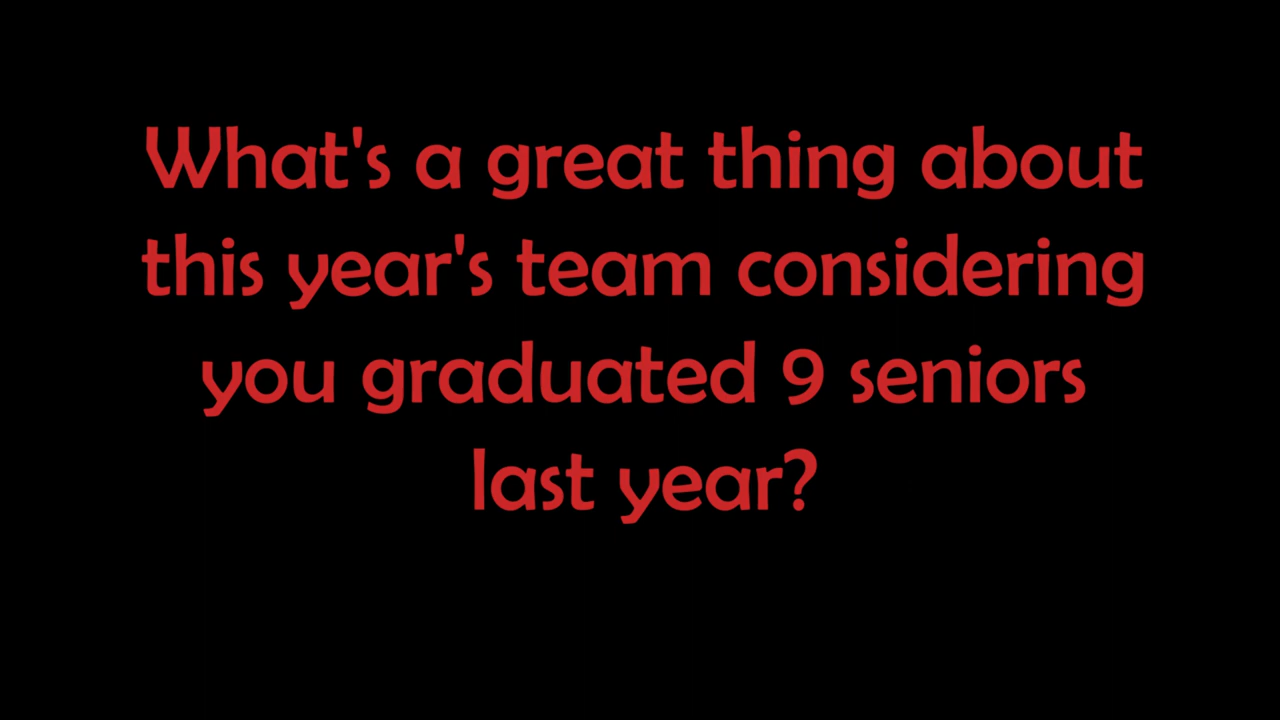 What's a great thing about
this year's team considering
you graduated 9 seniors
last year?